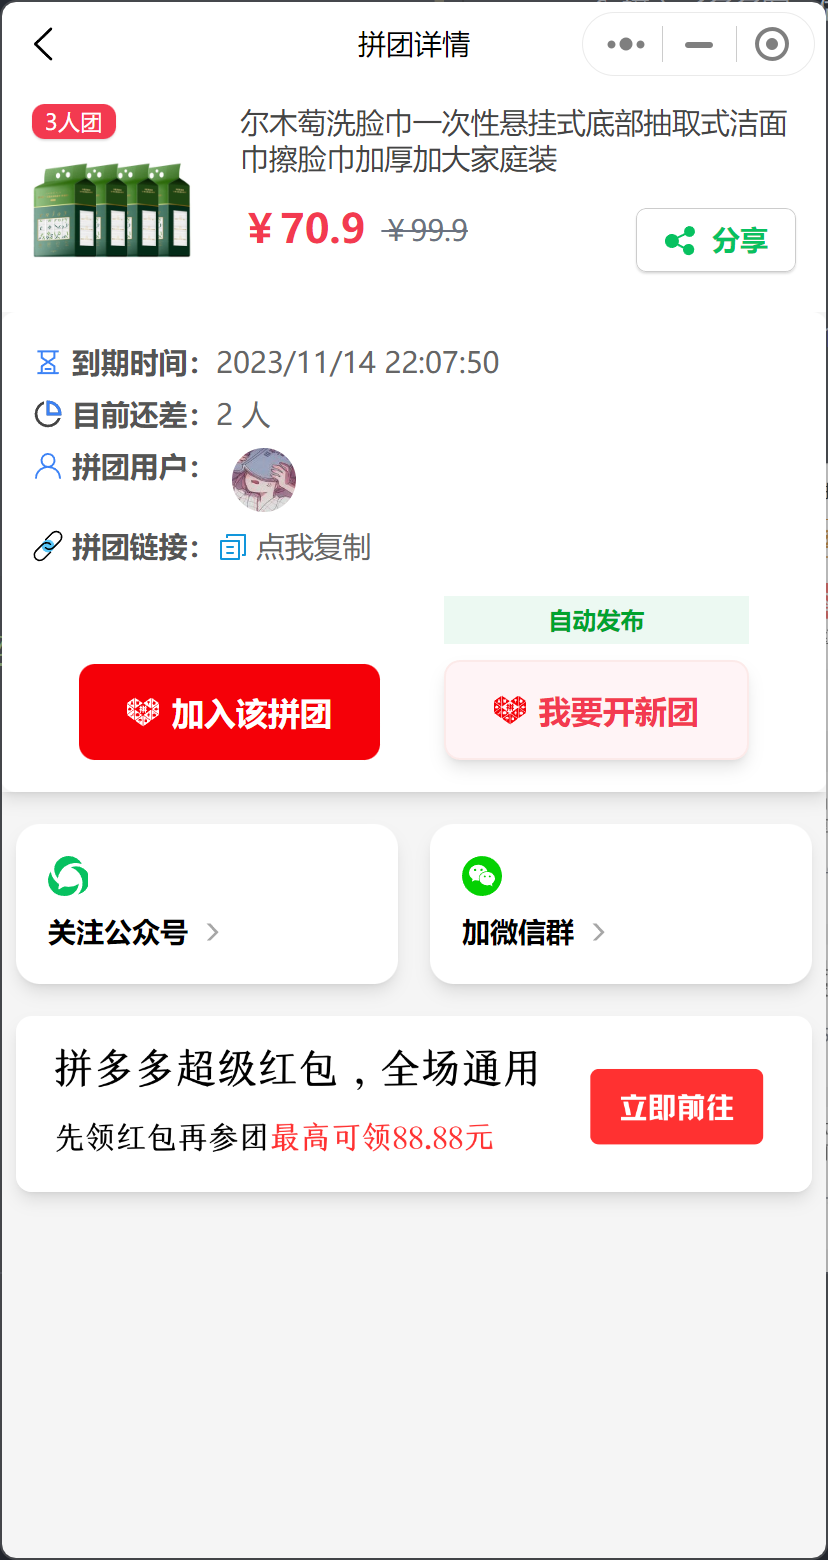 拼团详情
3人团
尔木萄洗脸巾一次性悬挂式底部抽取式洁面
巾擦脸巾加厚加大家庭装
¥70.9 ¥99.9
分享
到期时间：2023/11/14 22:07:50
目前还差：2 人
拼团用户：
拼团链接：点我复制
自动发布
加入该拼团
我要开新团
关注公众号
加微信群
拼多多超级红包，全场通用
先领红包再参团最高可领88.88元
立即前往